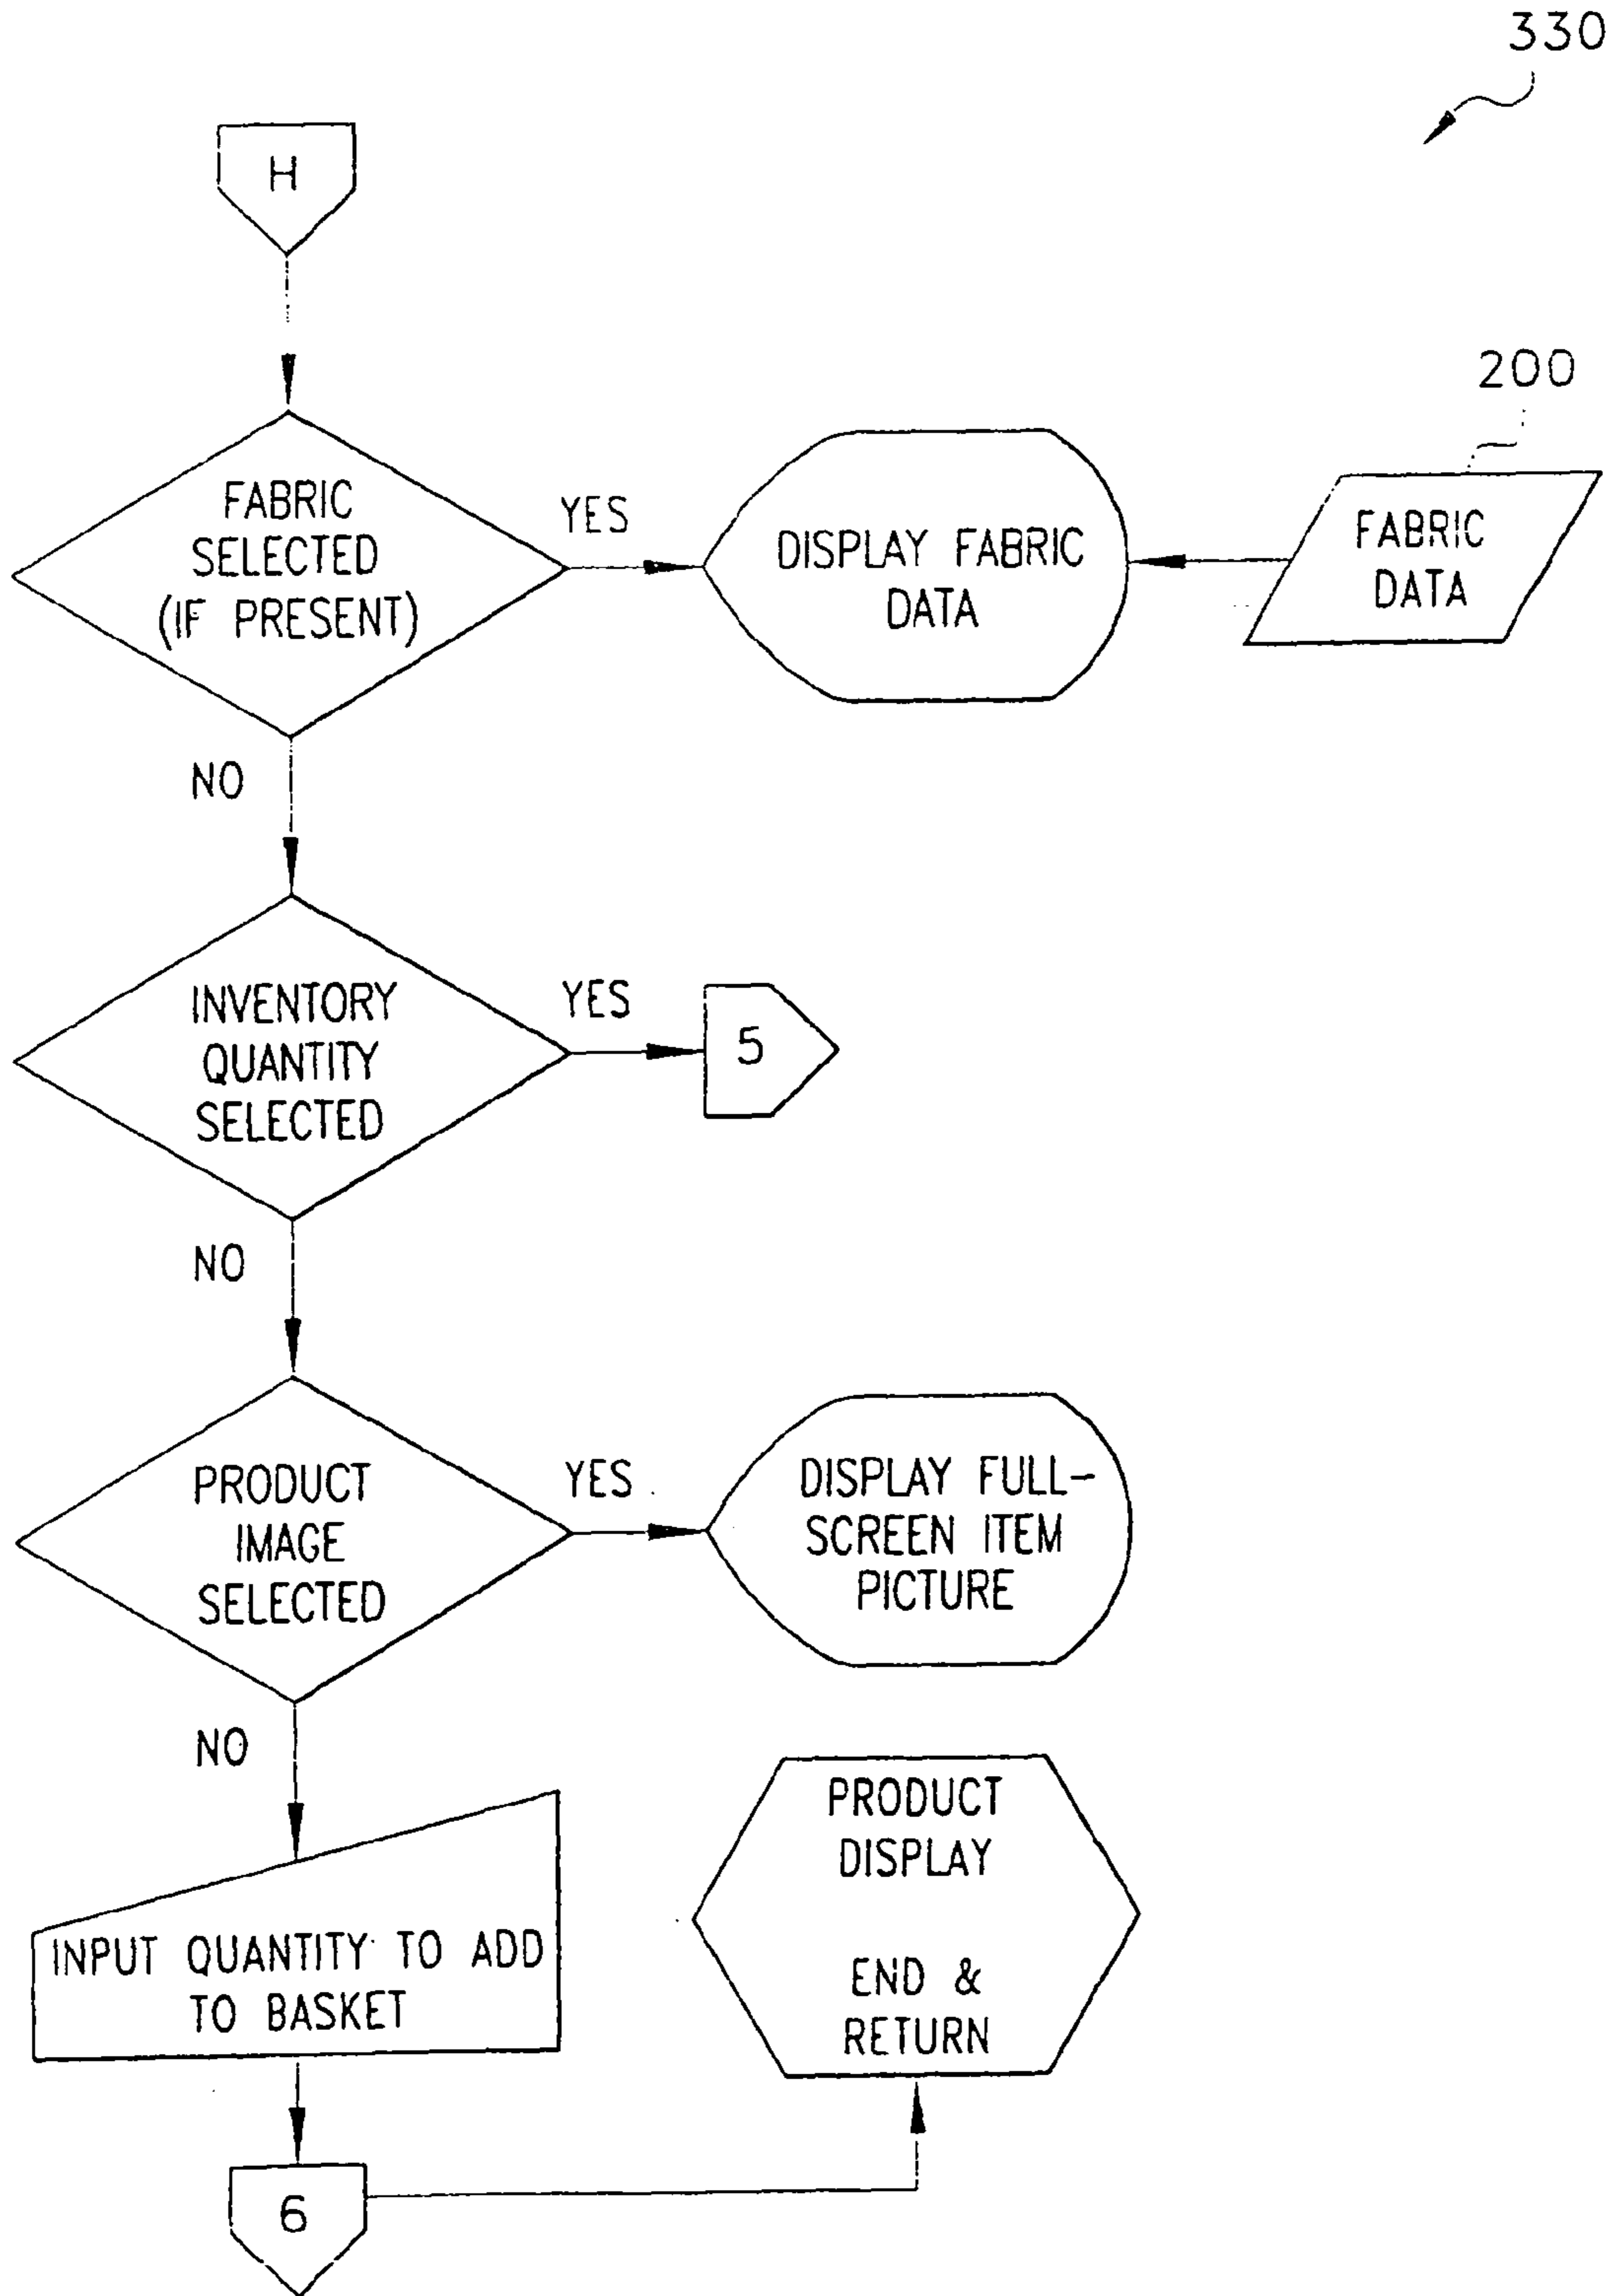 330
H
200
FABRIC
SELECTED
(IF PRESENT)
YES
DISPLAY FABRIC
DATA
FABRIC
DATA
NO
INVENTORY
QUANTITY
SELECTED
YES
5
NO
PRODUCT
IMAGE
SELECTED
YES
DISPLAY FULL-
SCREEN ITEM
PICTURE
NO
INPUT QUANTITY TO ADD
TO BASKET
PRODUCT
DISPLAY
END &
RETURN
6